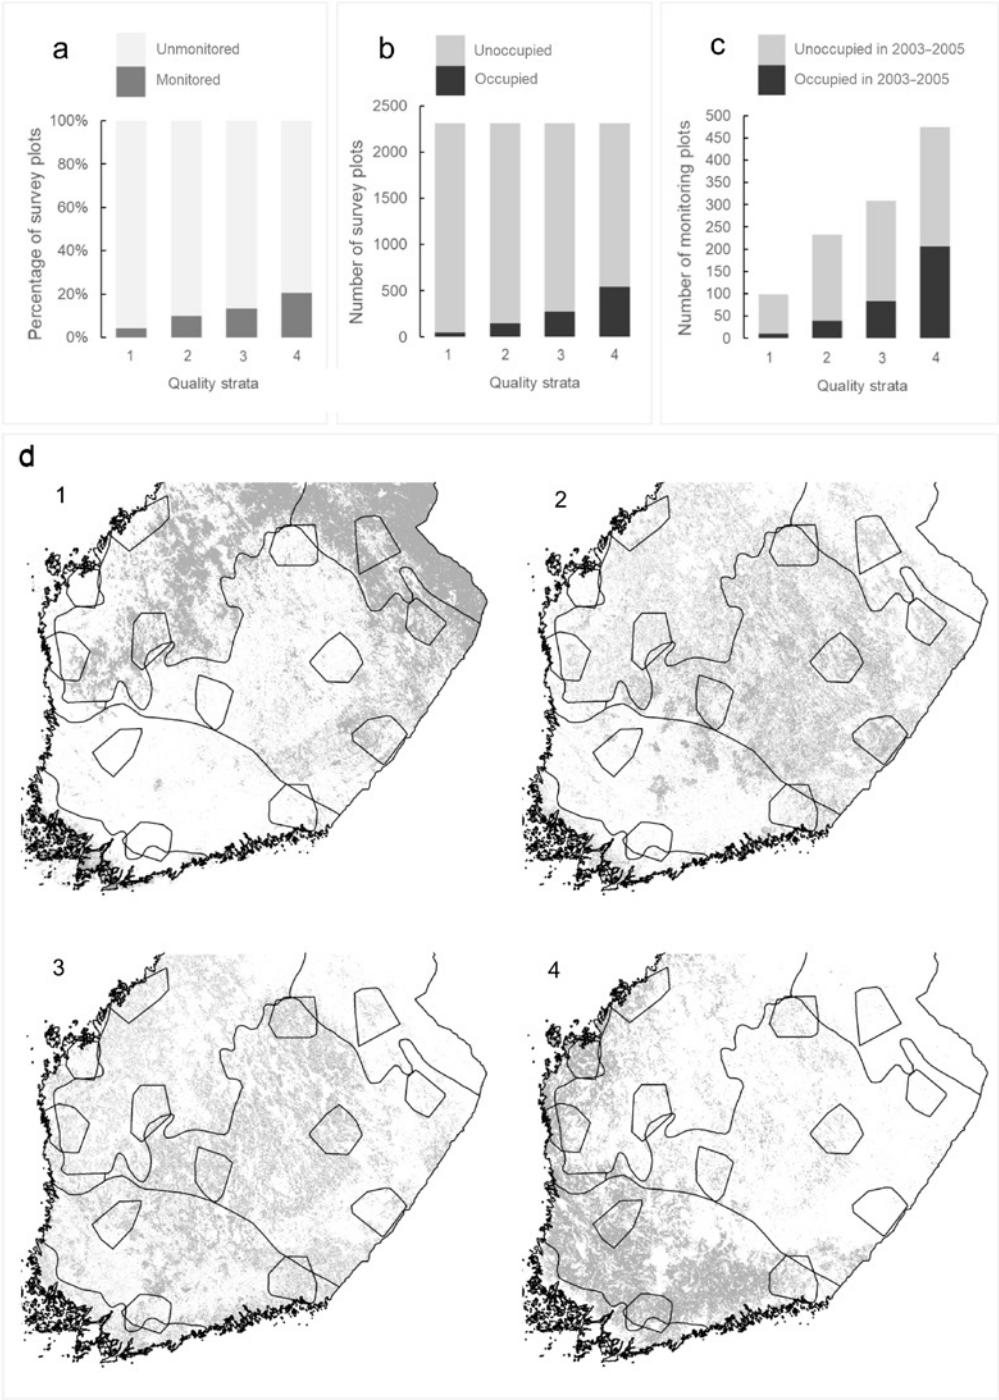 a
Unmonitored
Monitored
Percentage of survey plots
100%
80%
60%
40%
20%
0%
1 2 3 4
Quality strata
b
Unoccupied
Occupied
Number of survey plots
2500
2000
1500
1000
500
0
1 2 3 4
Quality strata
c
Unoccupied in 2003–2005
Occupied in 2003–2005
Number of monitoring plots
500
450
400
350
300
250
200
150
100
50
0
1 2 3 4
Quality strata
d
1
2
3
4